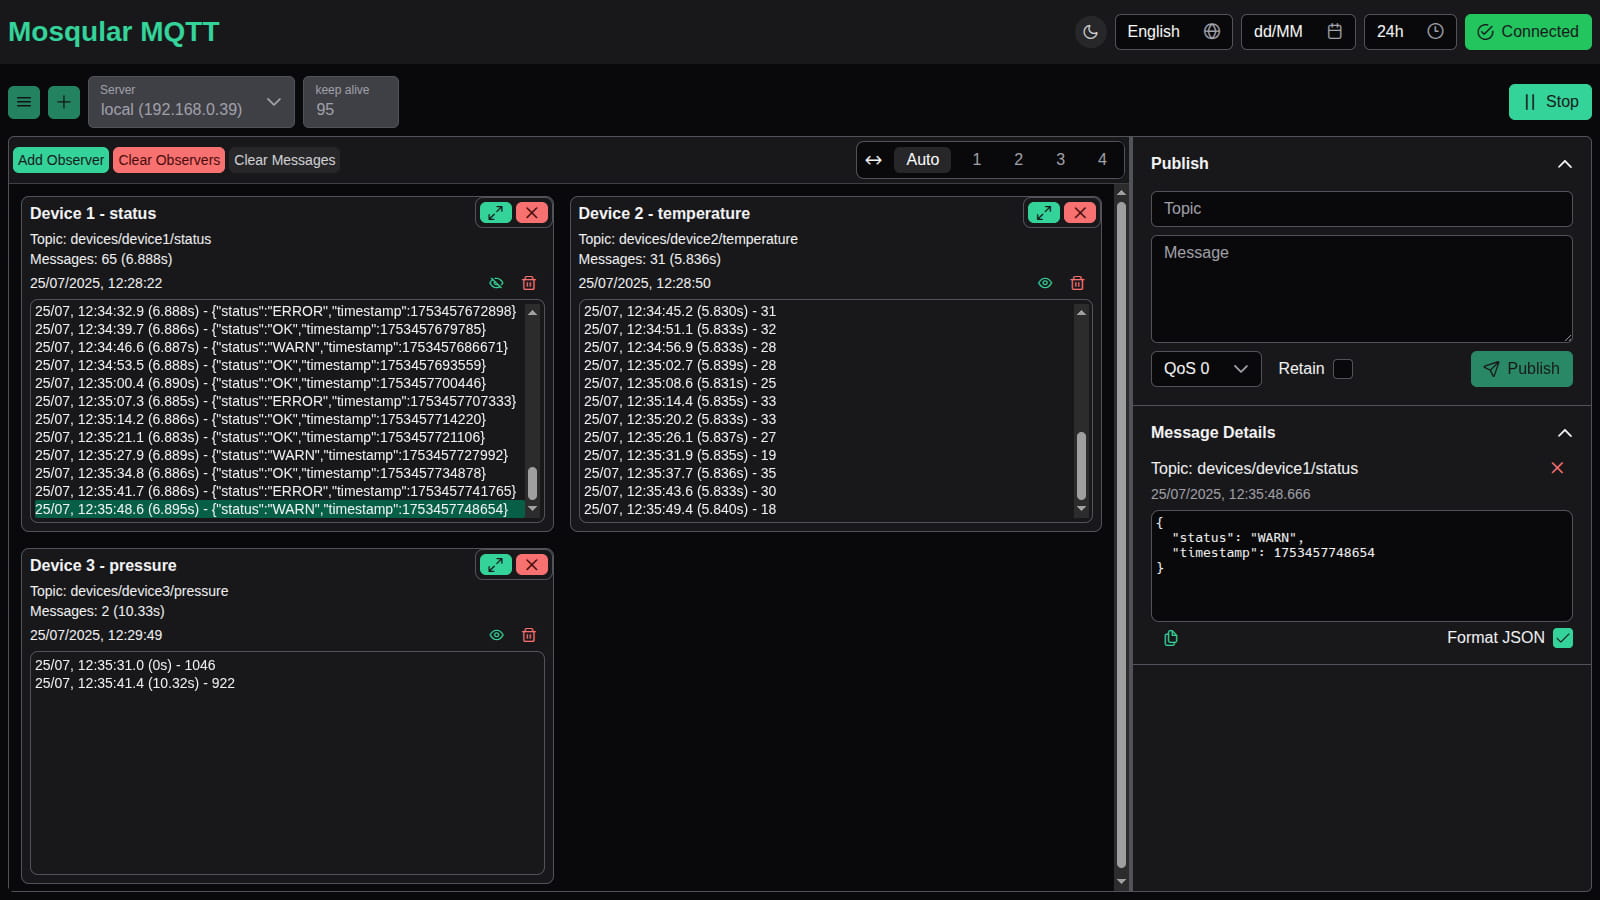 Mosqular MQTT
English
dd/MM
24h
Connected
Server
local (192.168.0.39)
keep alive
95
Stop
Add Observer
Clear Observers
Clear Messages
Auto
1
2
3
4
Device 1 - status
Topic: devices/device1/status
Messages: 65 (6.888s)
25/07/2025, 12:28:22
25/07, 12:34:32.9 (6.888s) - {"status":"ERROR","timestamp":1753457672898}
25/07, 12:34:39.7 (6.886s) - {"status":"OK","timestamp":1753457679785}
25/07, 12:34:46.6 (6.887s) - {"status":"WARN","timestamp":1753457686671}
25/07, 12:34:53.5 (6.888s) - {"status":"OK","timestamp":1753457693559}
25/07, 12:35:00.4 (6.890s) - {"status":"OK","timestamp":1753457700446}
25/07, 12:35:07.3 (6.885s) - {"status":"ERROR","timestamp":1753457707333}
25/07, 12:35:14.2 (6.886s) - {"status":"OK","timestamp":1753457714220}
25/07, 12:35:21.1 (6.883s) - {"status":"OK","timestamp":1753457721106}
25/07, 12:35:27.9 (6.889s) - {"status":"WARN","timestamp":1753457727992}
25/07, 12:35:34.8 (6.886s) - {"status":"OK","timestamp":1753457734878}
25/07, 12:35:41.7 (6.886s) - {"status":"ERROR","timestamp":1753457741765}
25/07, 12:35:48.6 (6.895s) - {"status":"WARN","timestamp":1753457748654}
Device 2 - temperature
Topic: devices/device2/temperature
Messages: 31 (5.836s)
25/07/2025, 12:28:50
25/07, 12:34:45.2 (5.830s) - 31
25/07, 12:34:51.1 (5.833s) - 32
25/07, 12:34:56.9 (5.833s) - 28
25/07, 12:35:02.7 (5.839s) - 28
25/07, 12:35:08.6 (5.831s) - 25
25/07, 12:35:14.4 (5.835s) - 33
25/07, 12:35:20.2 (5.833s) - 33
25/07, 12:35:26.1 (5.837s) - 27
25/07, 12:35:31.9 (5.835s) - 19
25/07, 12:35:37.7 (5.836s) - 35
25/07, 12:35:43.6 (5.833s) - 30
25/07, 12:35:49.4 (5.840s) - 18
Device 3 - pressure
Topic: devices/device3/pressure
Messages: 2 (10.33s)
25/07/2025, 12:29:49
25/07, 12:35:31.0 (0s) - 1046
25/07, 12:35:41.4 (10.32s) - 922
Publish
Topic
Message
QoS 0
Retain
Publish
Message Details
Topic: devices/device1/status
25/07/2025, 12:35:48.666
{
"status": "WARN",
"timestamp": 1753457748654
}
Format JSON